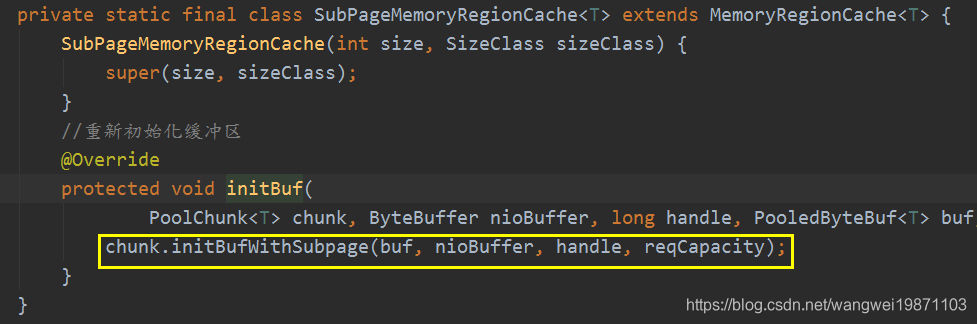 private static final class SubPageMemoryRegionCache<T> extends MemoryRegionCache<T> {
    SubPageMemoryRegionCache(int size, SizeClass sizeClass) {
        super(size, sizeClass);
    }
    //重新初始化缓冲区
    @Override
    protected void initBuf(
            PoolChunk<T> chunk, ByteBuffer nioBuffer, long handle, PooledByteBuf<T> buf,
        chunk.initBufWithSubpage(buf, nioBuffer, handle, reqCapacity);
    }
}
https://blog.csdn.net/wangwei19871103